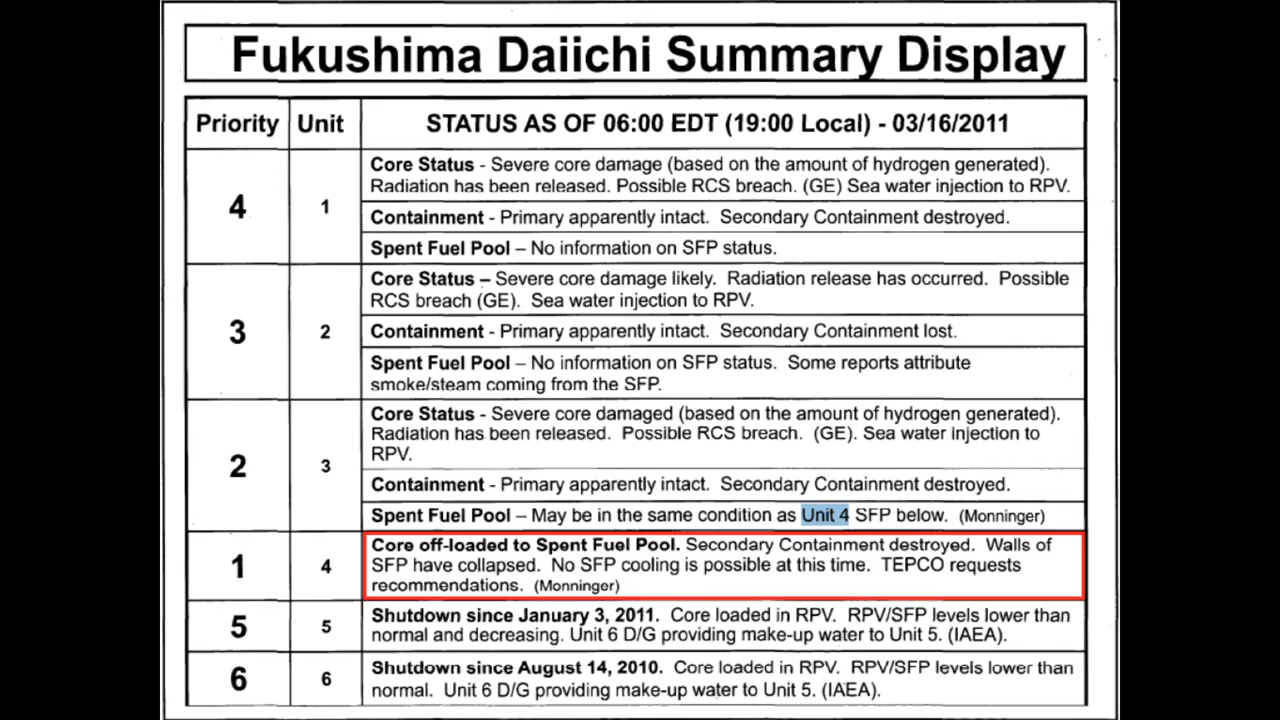 Fukushima Daiichi Summary Display
Priority
Unit
STATUS AS OF 06:00 EDT (19:00 Local) - 03/16/2011
4
1
Core Status - Severe core damage (based on the amount of hydrogen generated).
Radiation has been released. Possible RCS breach. (GE) Sea water injection to RPV.
Containment - Primary apparently intact. Secondary Containment destroyed.
Spent Fuel Pool – No information on SFP status.
3
2
Core Status – Severe core damage likely. Radiation release has occurred. Possible
RCS breach (GE). Sea water injection to RPV.
Containment - Primary apparently intact. Secondary Containment lost.
Spent Fuel Pool – No information on SFP status. Some reports attribute
smoke/steam coming from the SFP.
2
3
Core Status - Severe core damaged (based on the amount of hydrogen generated).
Radiation has been released. Possible RCS breach. (GE). Sea water injection to
RPV.
Containment - Primary apparently intact. Secondary Containment destroyed.
Spent Fuel Pool – May be in the same condition as Unit 4 SFP below. (Monninger)
1
4
Core off-loaded to Spent Fuel Pool. Secondary Containment destroyed. Walls of
SFP have collapsed. No SFP cooling is possible at this time. TEPCO requests
recommendations. (Monninger)
5
5
Shutdown since January 3, 2011. Core loaded in RPV. RPV/SFP levels lower than
normal and decreasing. Unit 6 D/G providing make-up water to Unit 5. (IAEA).
6
6
Shutdown since August 14, 2010. Core loaded in RPV. RPV/SFP levels lower than
normal. Unit 6 D/G providing make-up water to Unit 5. (IAEA).